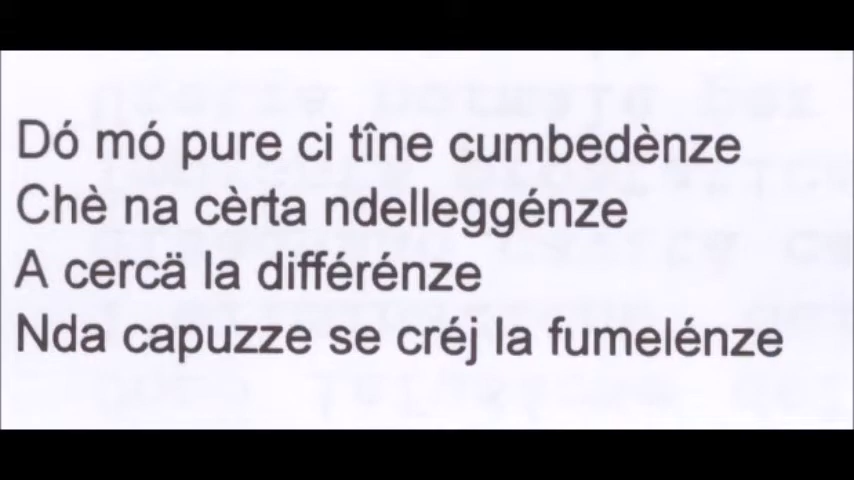 Dó mó pure ci tîne cumbedènze
Chè na cèrta ndelleggénze
A cercä la différénze
Nda capuzze se créj la fumelénze